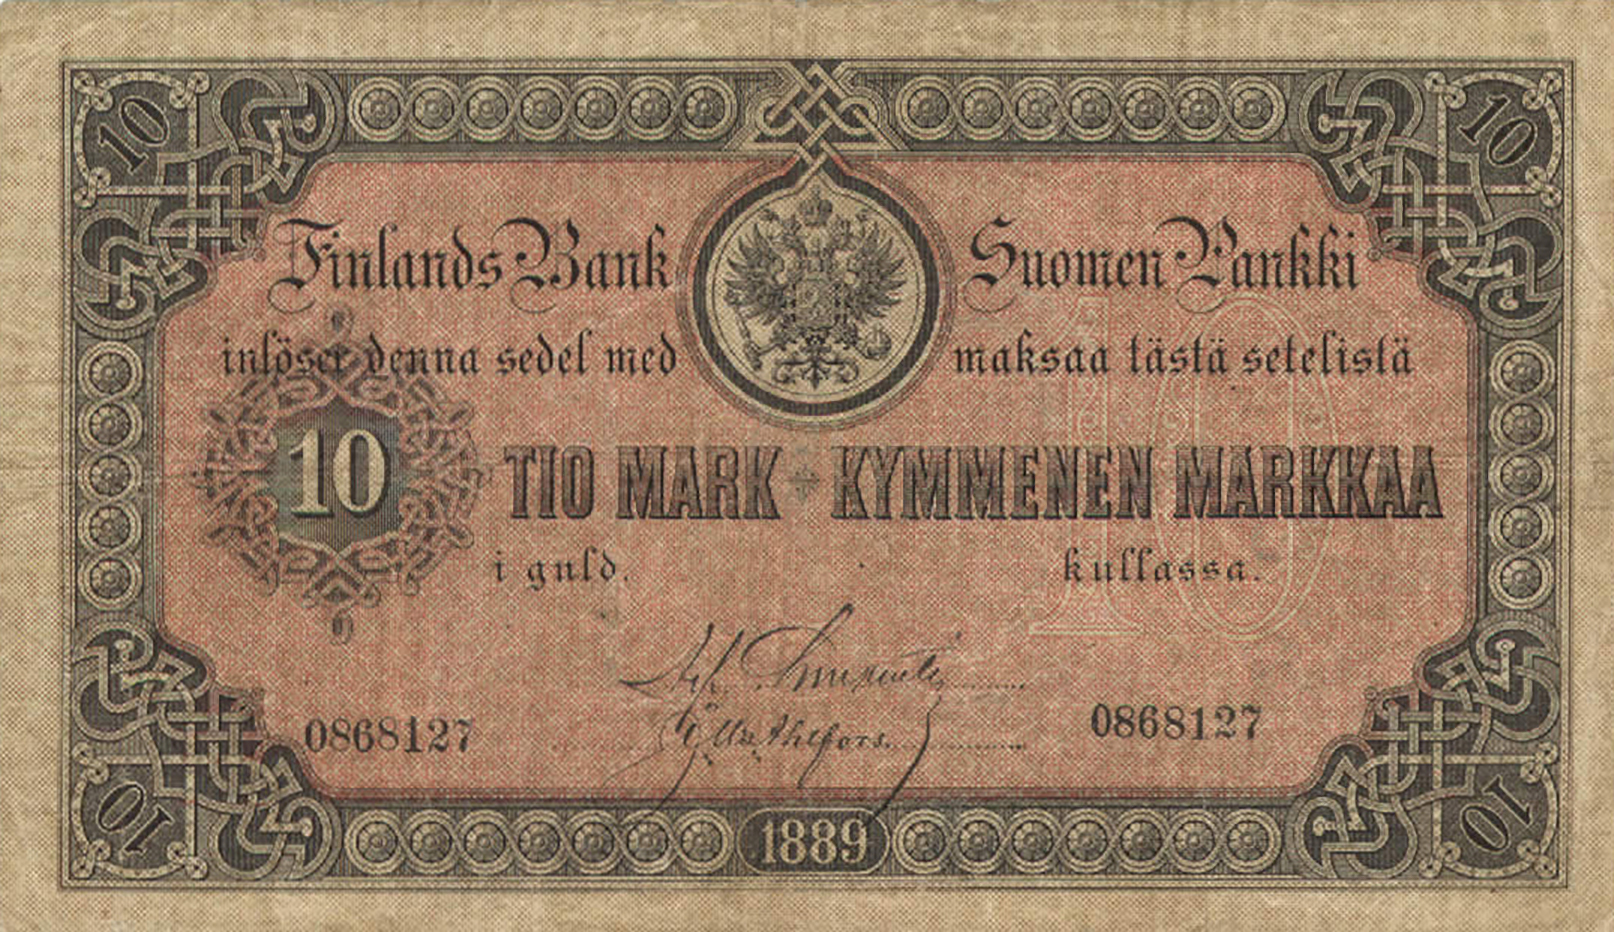 10
10
Finlands Bank
Suomen Pankki
inlöser denna sedel med
maksaa tästä setelistä
10
10
TIO MARK
KYMMENEN MARKKAA
i guld.
kullassa.
0868127
0868127
10
1889
10